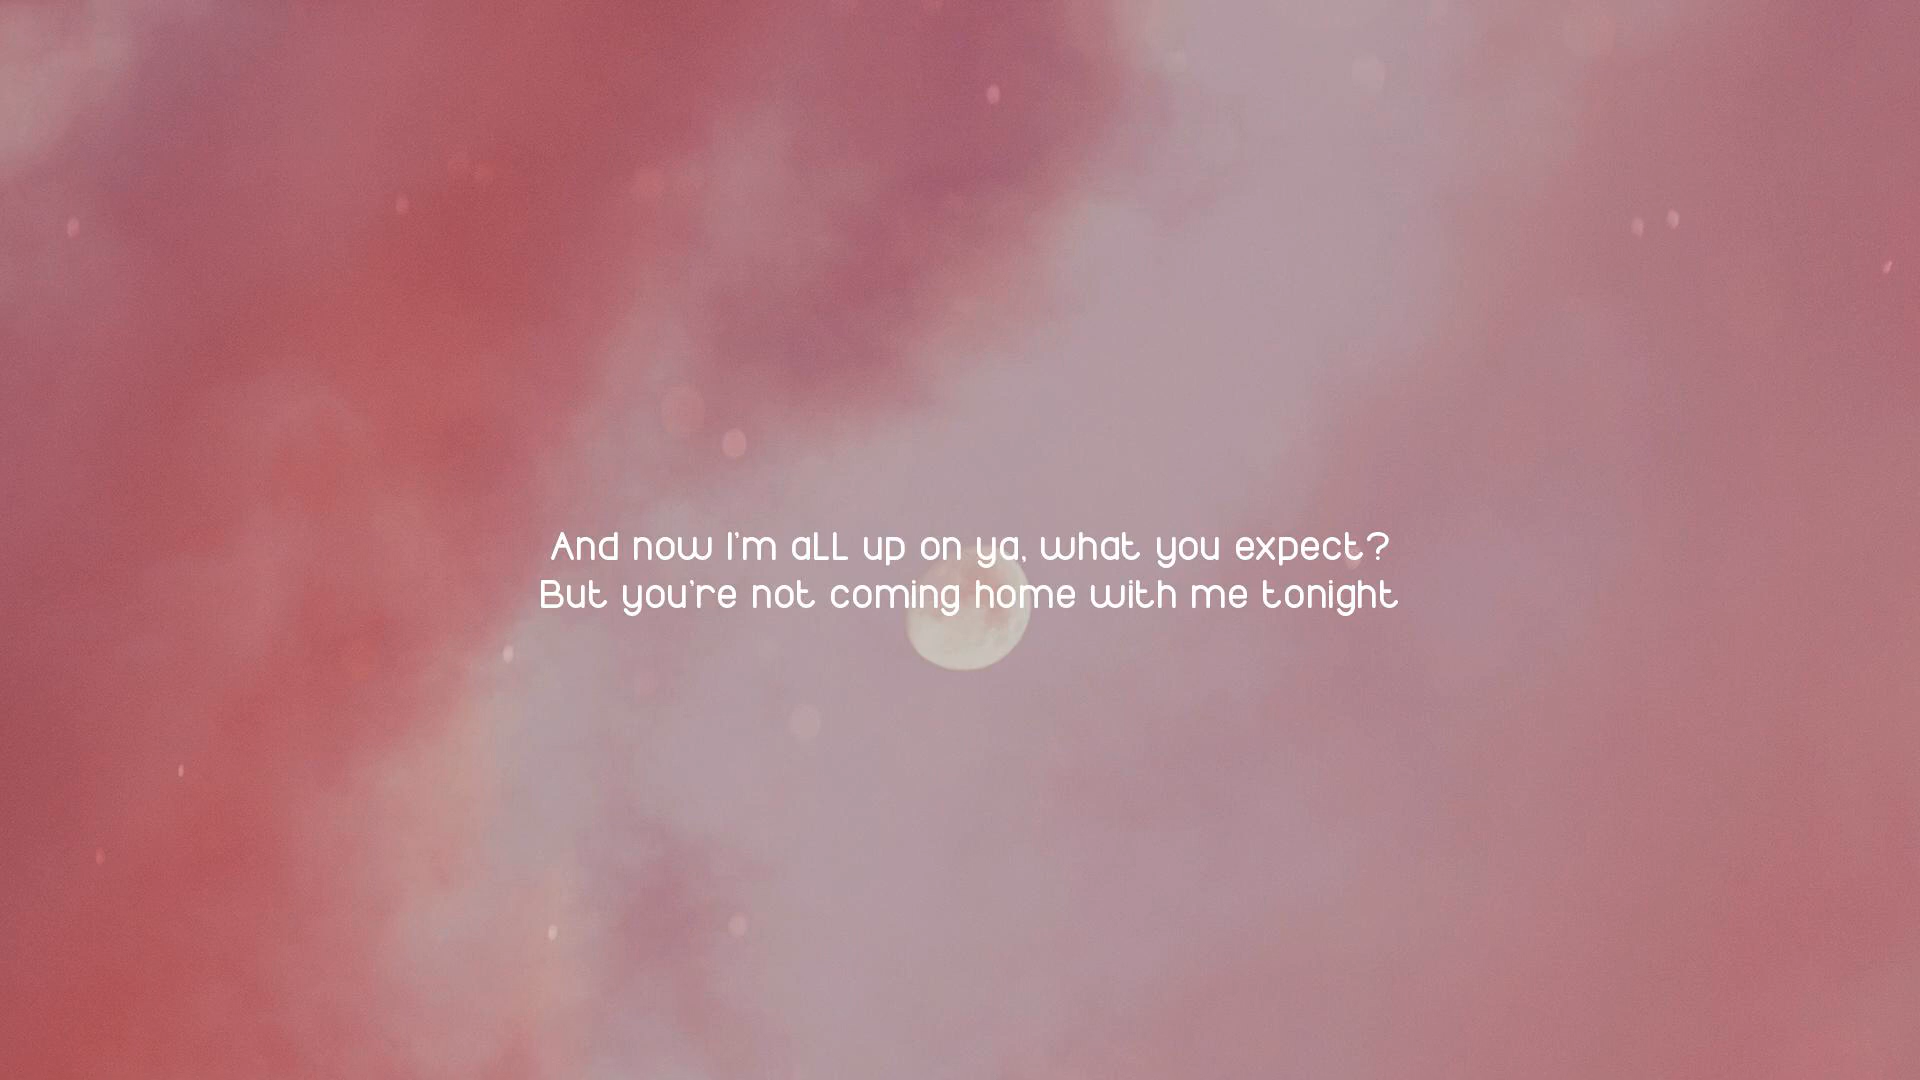 And now I'm aLL up on ya, what you expect?
But you're not coming home with me tonight